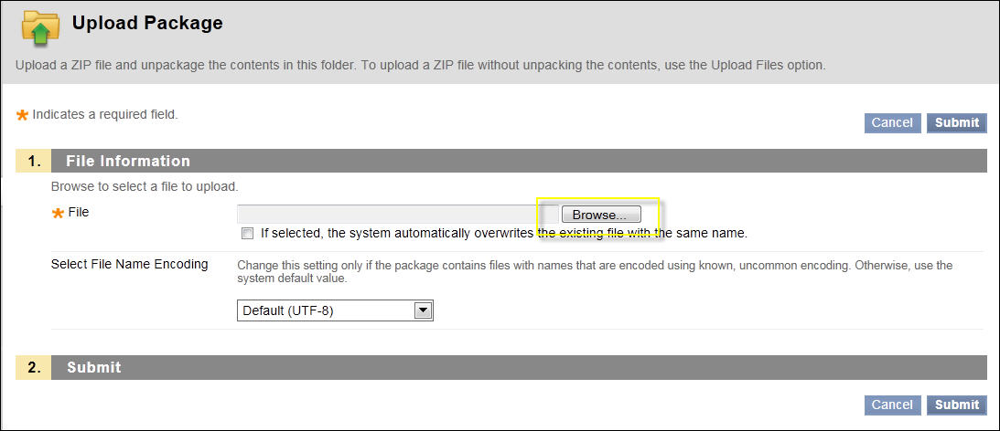 Upload Package
Upload a ZIP file and unpackage the contents in this folder. To upload a ZIP file without unpacking the contents, use the Upload Files option.
Indicates a required field.
Cancel Submit
1. File Information
Browse to select a file to upload.
File Browse...
If selected, the system automatically overwrites the existing file with the same name.
Select File Name Encoding
Change this setting only if the package contains files with names that are encoded using known, uncommon encoding. Otherwise, use the
system default value.
Default (UTF-8)
2. Submit
Cancel Submit